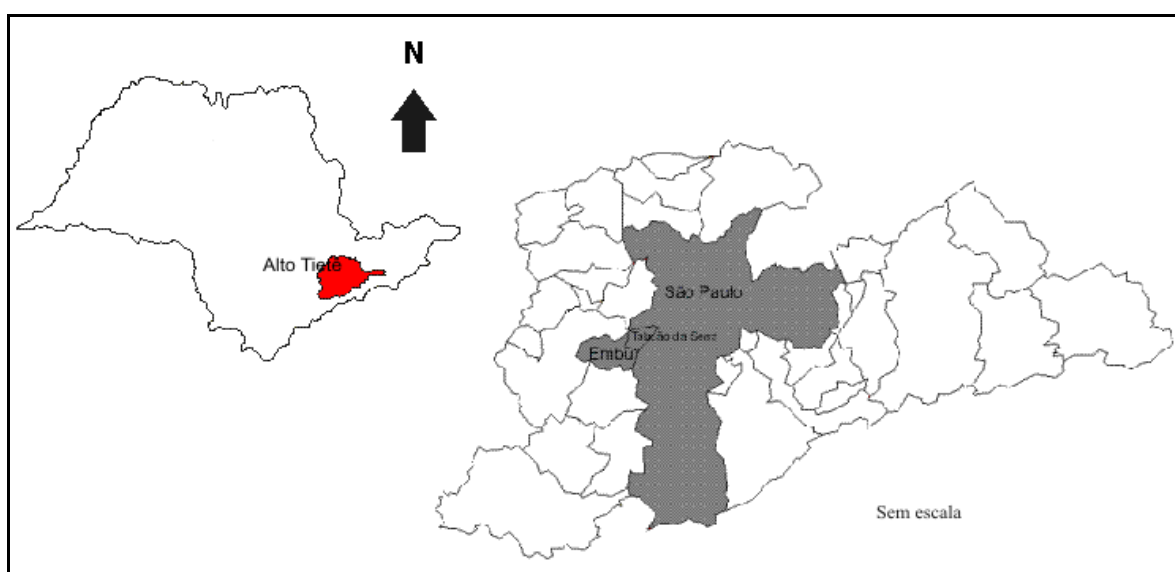 N
Alto Tietê
São Paulo
Taboão da Serra
Embu
Sem escala